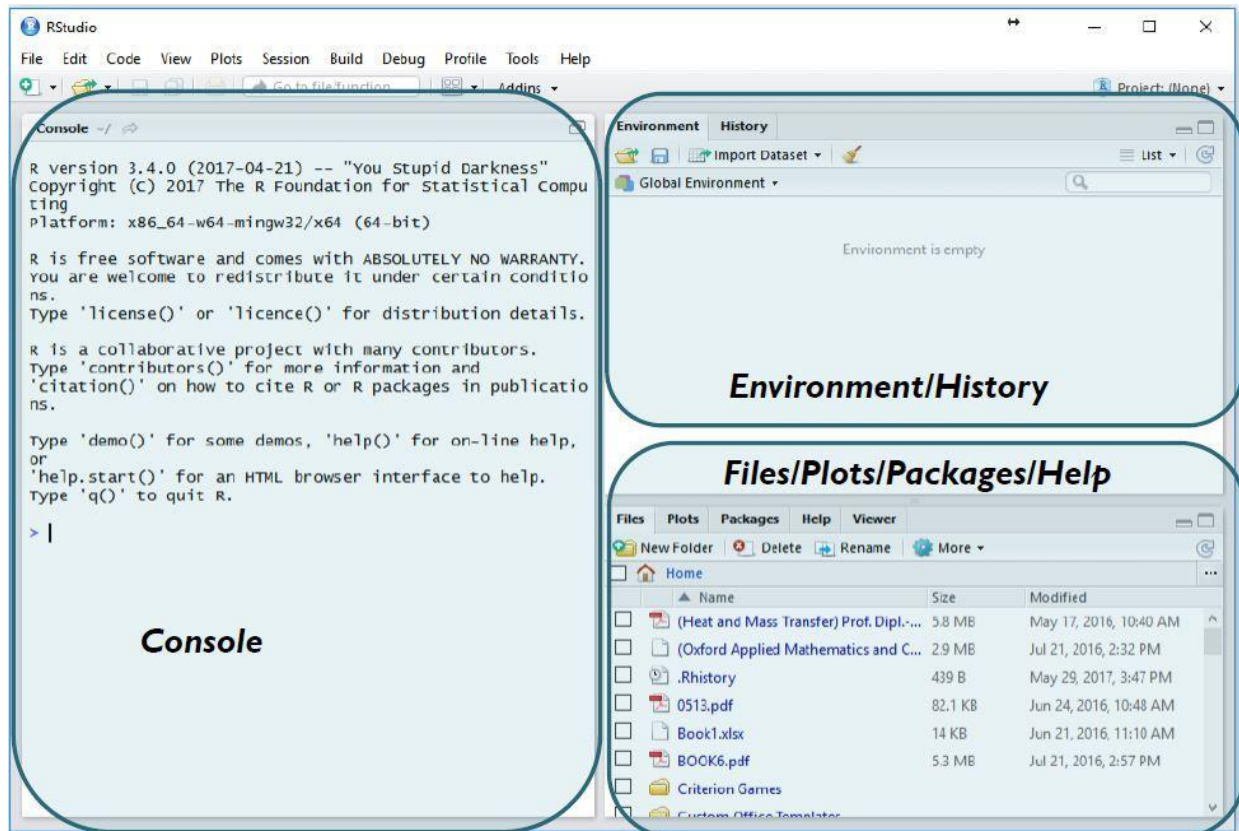 RStudio
File Edit Code View Plots Session Build Debug Profile Tools Help
Go to file/function Addins Project: (None)
Console ~/
R version 3.4.0 (2017-04-21) -- "You Stupid Darkness"
Copyright (C) 2017 The R Foundation for Statistical Compu
ting
Platform: x86_64-w64-mingw32/x64 (64-bit)
R is free software and comes with ABSOLUTELY NO WARRANTY.
You are welcome to redistribute it under certain conditio
ns.
Type 'license()' or 'licence()' for distribution details.
R is a collaborative project with many contributors.
Type 'contributors()' for more information and
'citation()' on how to cite R or R packages in publicatio
ns.
Type 'demo()' for some demos, 'help()' for on-line help,
or
'help.start()' for an HTML browser interface to help.
Type 'q()' to quit R.
>
Console
Environment History
Import Dataset List
Global Environment
Environment is empty
Environment/History
Files/Plots/Packages/Help
Files Plots Packages Help Viewer
New Folder Delete Rename More
Home ...
Name Size Modified
(Heat and Mass Transfer) Prof. Dipl.-... 5.8 MB May 17, 2016, 10:40 AM
(Oxford Applied Mathematics and C... 2.9 MB Jul 21, 2016, 2:32 PM
.Rhistory 439 B May 29, 2017, 3:47 PM
0513.pdf 82.1 KB Jun 24, 2016, 10:48 AM
Book1.xlsx 14 KB Jun 21, 2016, 11:10 AM
BOOK6.pdf 5.3 MB Jul 21, 2016, 2:57 PM
Criterion Games
Custom Office Templates